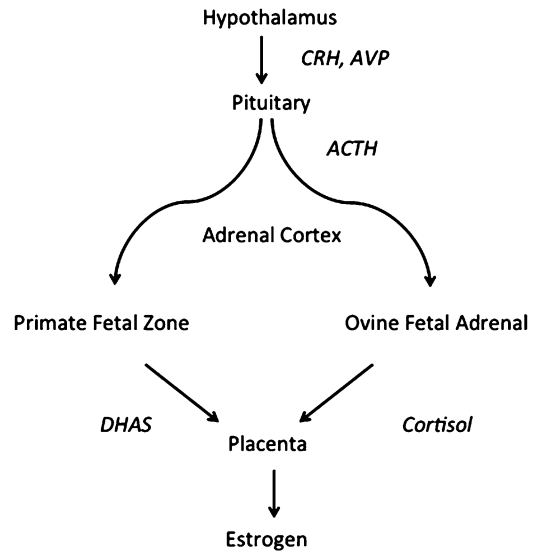 Hypothalamus
CRH, AVP
Pituitary
ACTH
Adrenal Cortex
Primate Fetal Zone
Ovine Fetal Adrenal
DHAS
Cortisol
Placenta
Estrogen